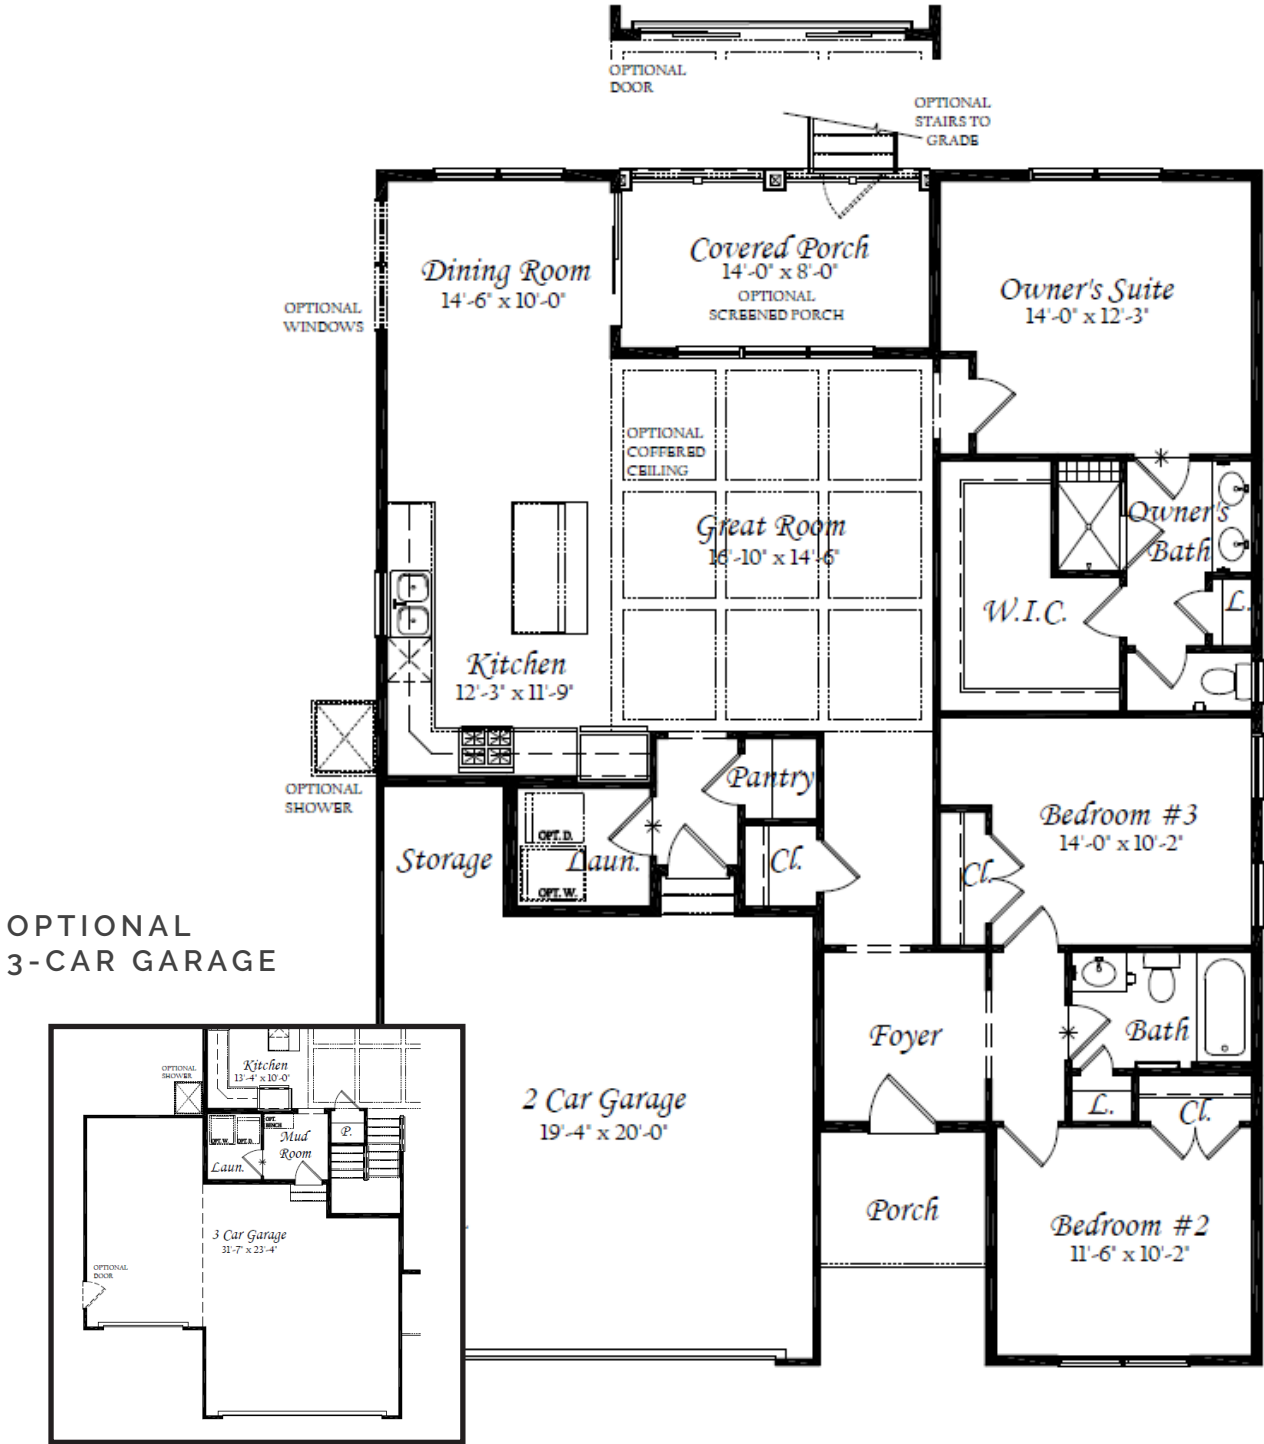 OPTIONAL
DOOR
OPTIONAL
STAIRS TO
GRADE
Dining Room
14'-6" x 10'-0"
Covered Porch
14'-0" x 8'-0"
OPTIONAL
SCREENED PORCH
Owner's Suite
14'-0" x 12'-3"
OPTIONAL
WINDOWS
OPTIONAL
COFFERED
CEILING
Great Room
16'-10" x 14'-6"
Owner's
Bath
L.
W.I.C.
Kitchen
12'-3" x 11'-9"
OPTIONAL
SHOWER
Pantry
Storage
OPT. D.
Laun.
OPT. W.
Cl.
Bedroom #3
14'-0" x 10'-2"
Cl.
OPTIONAL
3-CAR GARAGE
Foyer
Bath
L.
Cl.
2 Car Garage
19'-4" x 20'-0"
Porch
Bedroom #2
11'-6" x 10'-2"
OPTIONAL
SHOWER
Kitchen
13'-4" x 10'-0"
OPT. W.
OPT. D.
OPT.
BENCH
Mud
Room
P.
Laun.
3 Car Garage
31'-7" x 23'-4"
OPTIONAL
DOOR